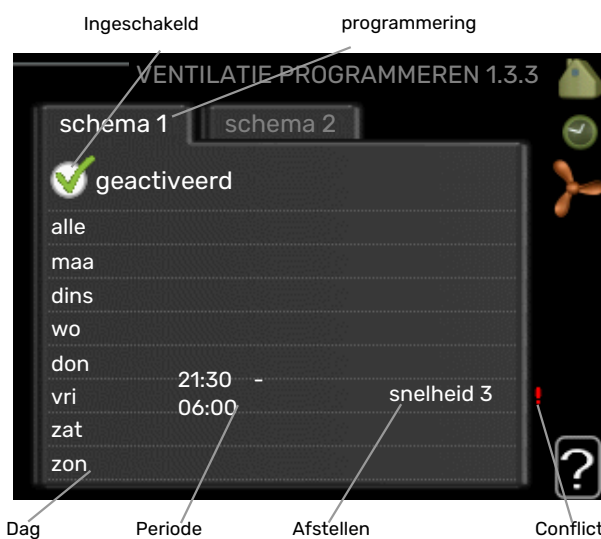 Ingeschakeld programmering
VENTILATIE PROGRAMMEREN 1.3.3
schema 1 schema 2
geactiveerd
alle
maa
dins
wo
don
vri 21:30 - 06:00 snelheid 3 !
zat
zon
?
Dag Periode Afstellen Conflict